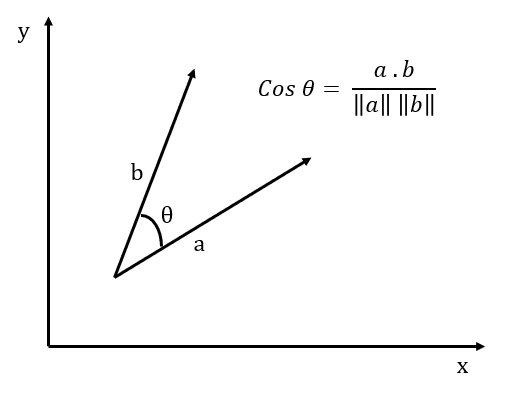 y
Cos θ = a . b / ‖a‖ ‖b‖
b
θ
a
x